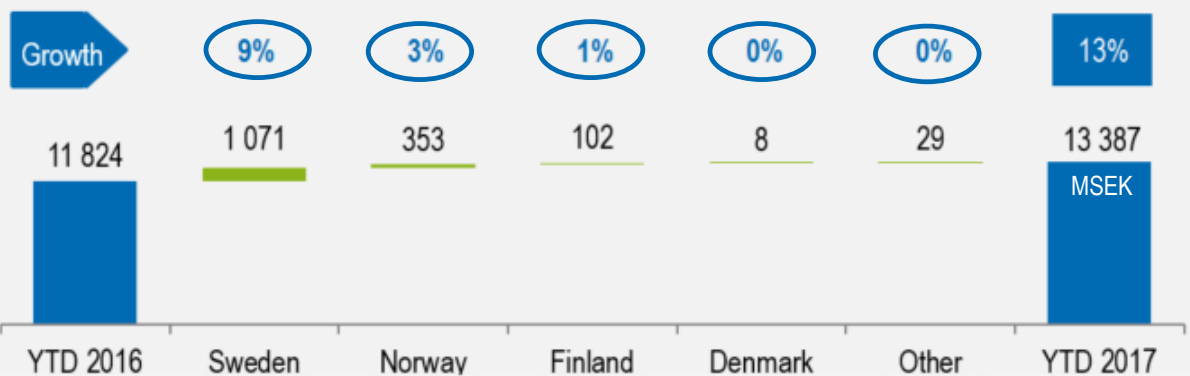 Growth 9% 3% 1% 0% 0% 13%
11 824 1 071 353 102 8 29 13 387
MSEK
YTD 2016 Sweden Norway Finland Denmark Other YTD 2017